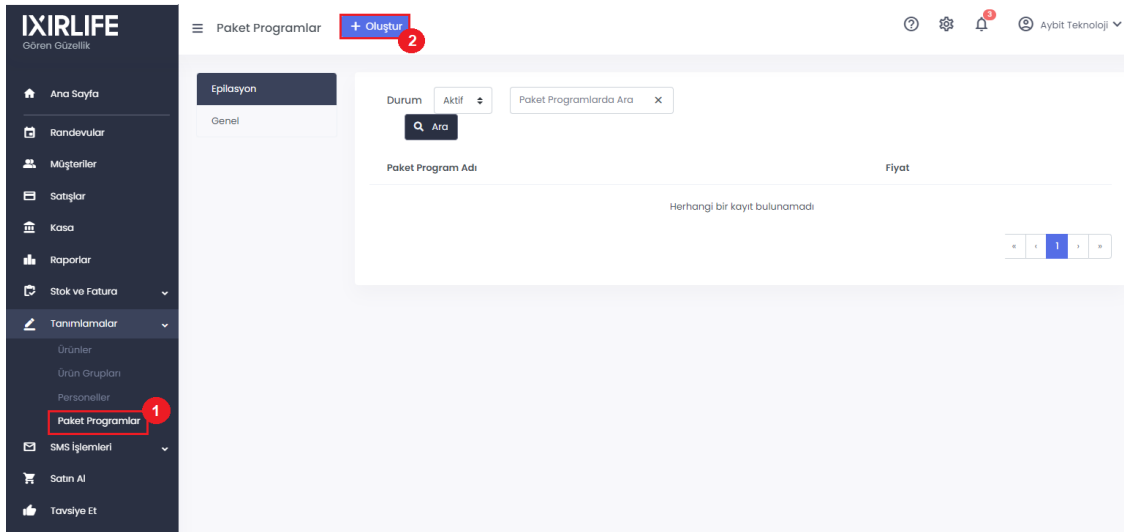 IXIRLIFE
Gören Güzellik
Paket Programlar
+ Oluştur
2
3
Aybit Teknoloji
Ana Sayfa
Randevular
Müşteriler
Satışlar
Kasa
Raporlar
Stok ve Fatura
Tanımlamalar
Ürünler
Ürün Grupları
Personeller
Paket Programlar
1
SMS İşlemleri
Satın Al
Tavsiye Et
Epilasyon
Genel
Durum Aktif Paket Programlarda Ara
Ara
Paket Program Adı Fiyat
Herhangi bir kayıt bulunamadı
« ‹ 1 › »